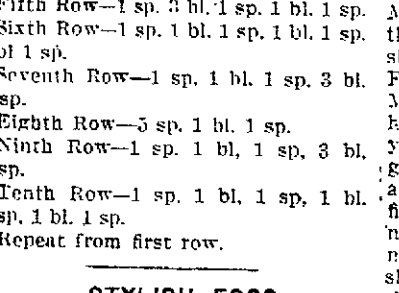 Fifth Row—1 sp. 3 bl. 1 sp. 1 bl. 1 sp.
Sixth Row—1 sp. 1 bl. 1 sp. 1 bl. 1 sp.
bl 1 sp.
Seventh Row—1 sp, 1 bl. 1 sp. 3 bl.
sp.
Eighth Row—5 sp. 1 bl. 1 sp.
Ninth Row—1 sp. 1 bl, 1 sp, 3 bl,
sp.
Tenth Row—1 sp. 1 bl, 1 sp, 1 bl.
sp, 1 bl. 1 sp.
Repeat from first row.